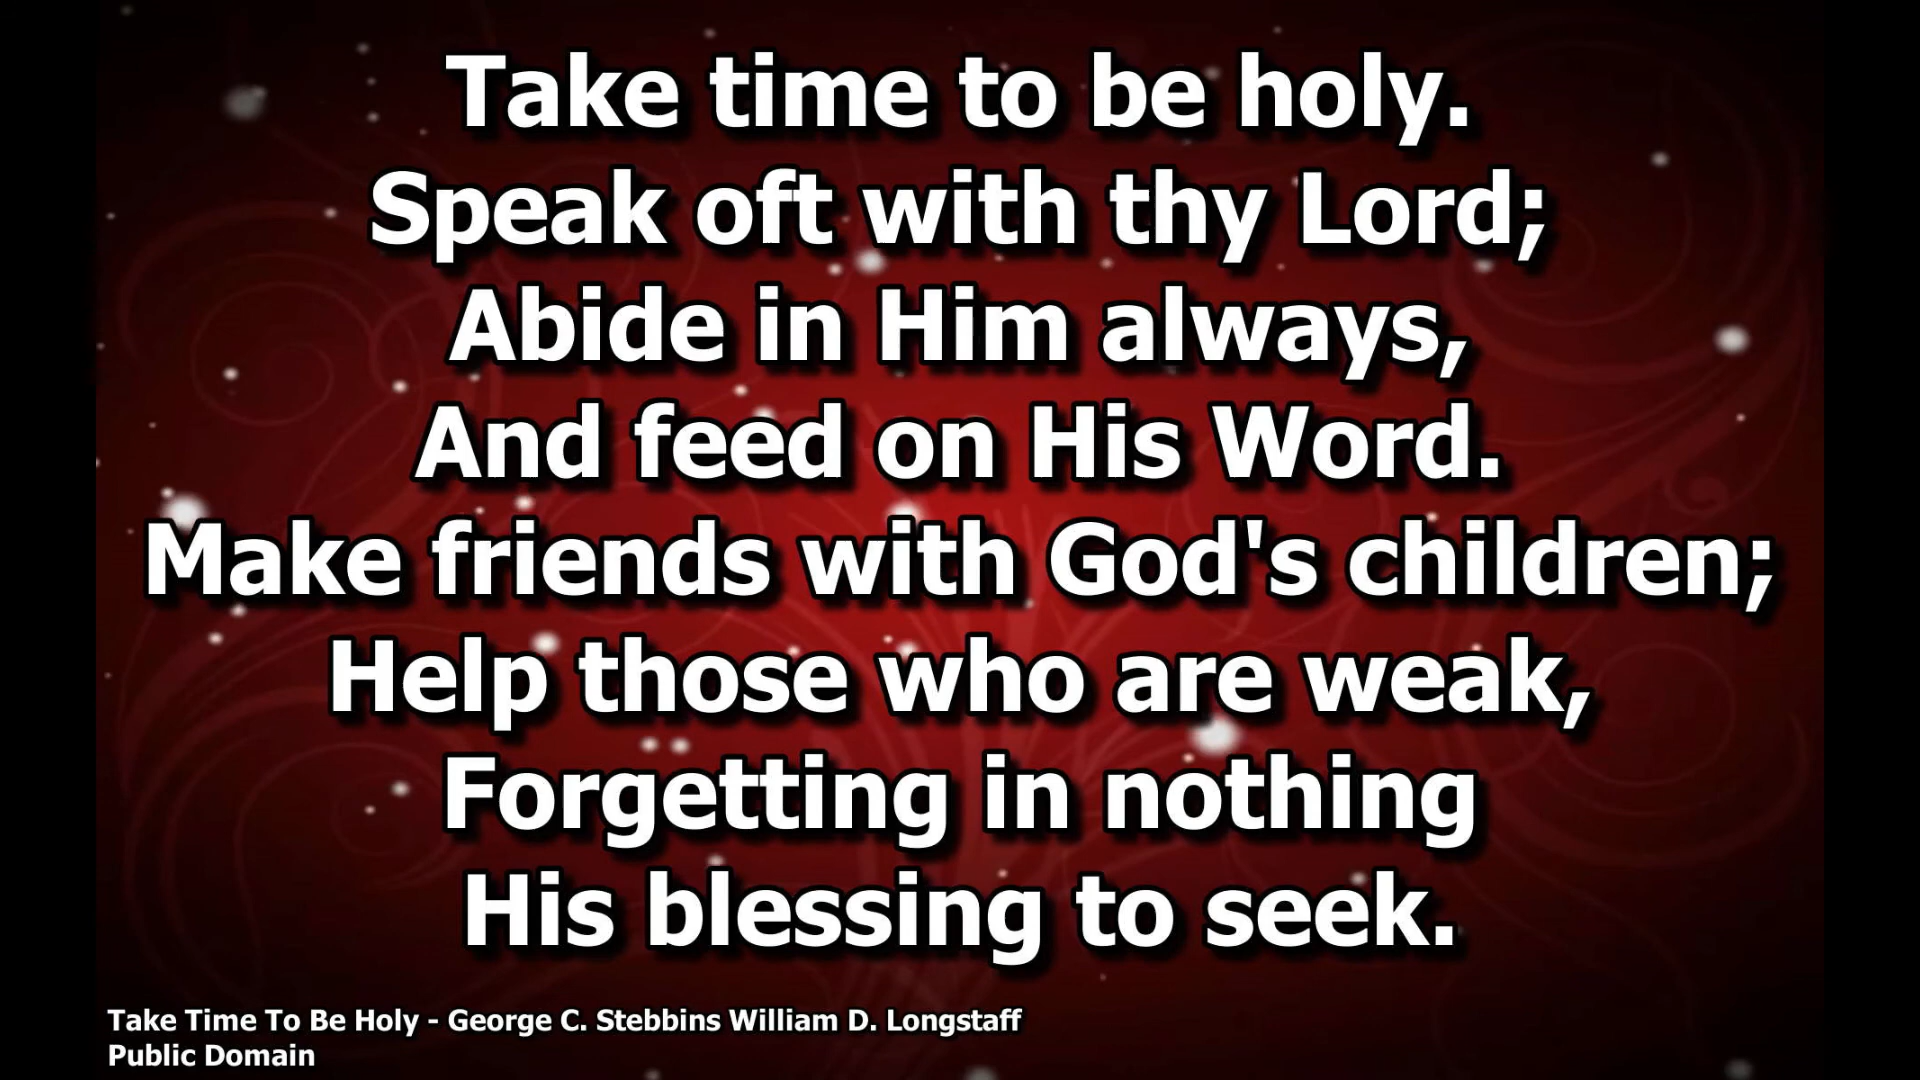 Take time to be holy.
Speak oft with thy Lord;
Abide in Him always,
And feed on His Word.
Make friends with God's children;
Help those who are weak,
Forgetting in nothing
His blessing to seek.
Take Time To Be Holy - George C. Stebbins William D. Longstaff
Public Domain